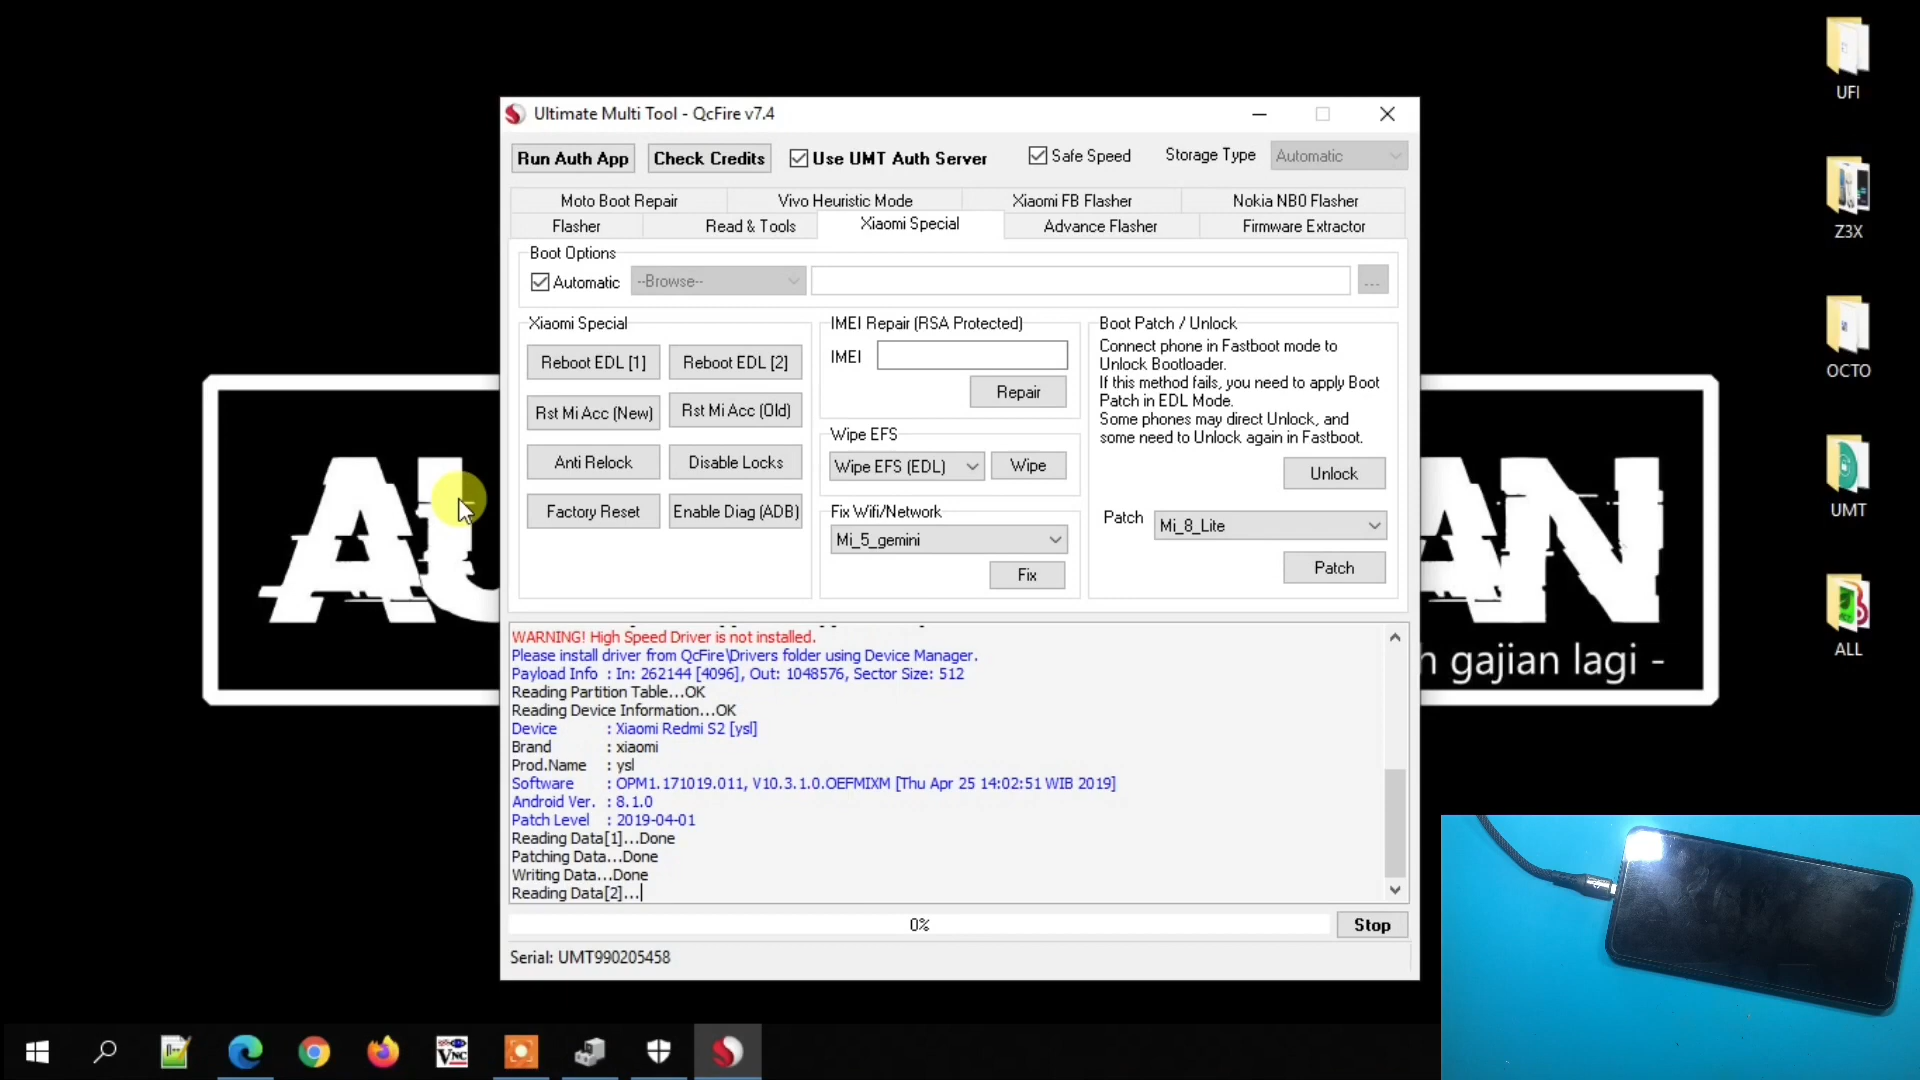 Ultimate Multi Tool - QcFire v7.4
Run Auth App
Check Credits
Use UMT Auth Server
Safe Speed
Storage Type
Automatic
Moto Boot Repair
Vivo Heuristic Mode
Xiaomi FB Flasher
Nokia NB0 Flasher
Flasher
Read & Tools
Xiaomi Special
Advance Flasher
Firmware Extractor
Boot Options
Automatic
--Browse--
...
Xiaomi Special
Reboot EDL [1]
Reboot EDL [2]
Rst Mi Acc (New)
Rst Mi Acc (Old)
Anti Relock
Disable Locks
Factory Reset
Enable Diag (ADB)
IMEI Repair (RSA Protected)
IMEI
Repair
Wipe EFS
Wipe EFS (EDL)
Wipe
Fix Wifi/Network
Mi_5_gemini
Fix
Boot Patch / Unlock
Connect phone in Fastboot mode to
Unlock Bootloader.
If this method fails, you need to apply Boot
Patch in EDL Mode.
Some phones may direct Unlock, and
some need to Unlock again in Fastboot.
Unlock
Patch
Mi_8_Lite
Patch
WARNING! High Speed Driver is not installed.
Please install driver from QcFire\Drivers folder using Device Manager.
Payload Info : In: 262144 [4096], Out: 1048576, Sector Size: 512
Reading Partition Table...OK
Reading Device Information...OK
Device : Xiaomi Redmi S2 [ysl]
Brand : xiaomi
Prod.Name : ysl
Software : OPM1.171019.011, V10.3.1.0.OEFMIXM [Thu Apr 25 14:02:51 WIB 2019]
Android Ver. : 8.1.0
Patch Level : 2019-04-01
Reading Data[1]...Done
Patching Data...Done
Writing Data...Done
Reading Data[2]...
0%
Stop
Serial: UMT990205458
UFI
Z3X
OCTO
UMT
ALL
AU
AN
gajian lagi -
VNC